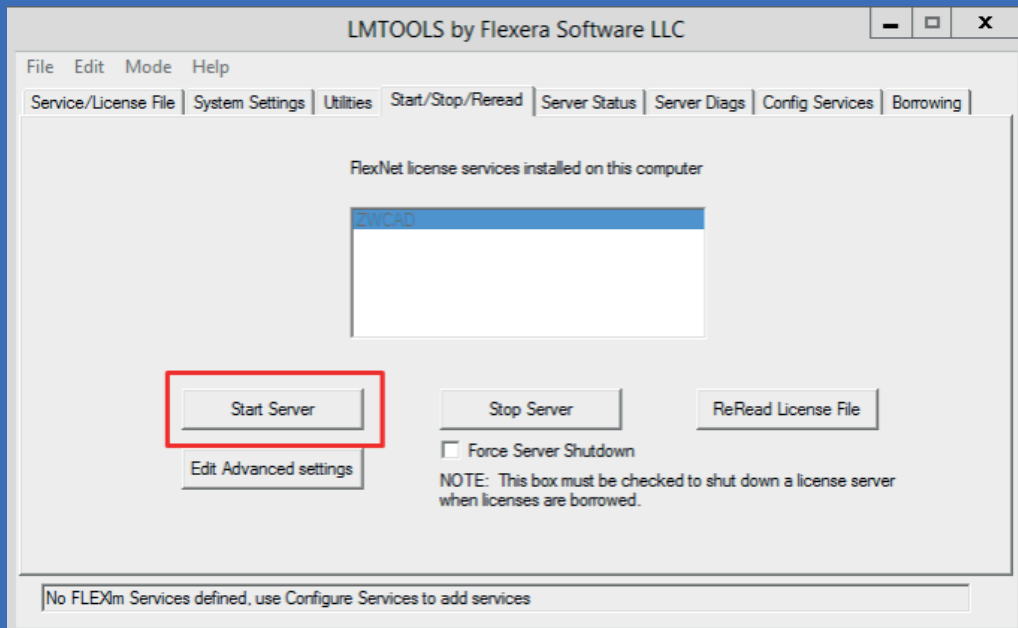 LMTOOLS by Flexera Software LLC
File Edit Mode Help
Service/License File System Settings Utilities Start/Stop/Reread Server Status Server Diags Config Services Borrowing
FlexNet license services installed on this computer
ZWCAD
Start Server Stop Server ReRead License File
Force Server Shutdown
Edit Advanced settings
NOTE: This box must be checked to shut down a license server
when licenses are borrowed.
No FLEXlm Services defined, use Configure Services to add services